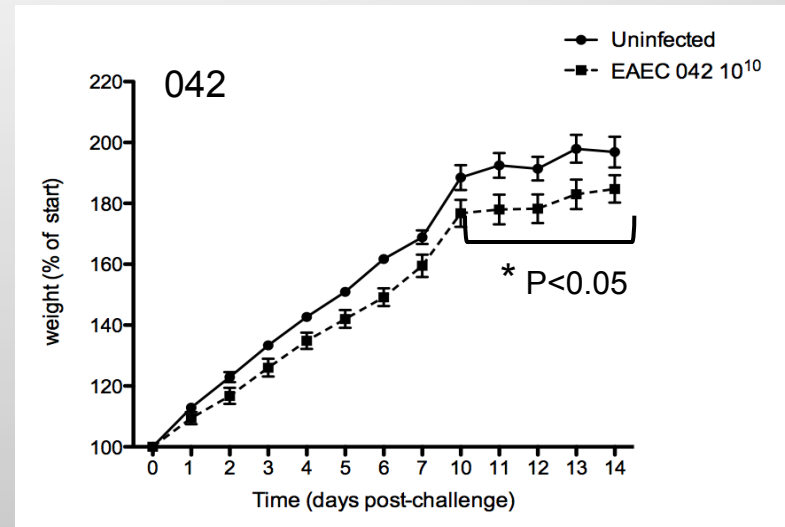 Uninfected
EAEC 042 10¹⁰
042
220
200
180
160
140
120
100
weight (% of start)
* P<0.05
0 1 2 3 4 5 6 7 10 11 12 13 14
Time (days post-challenge)